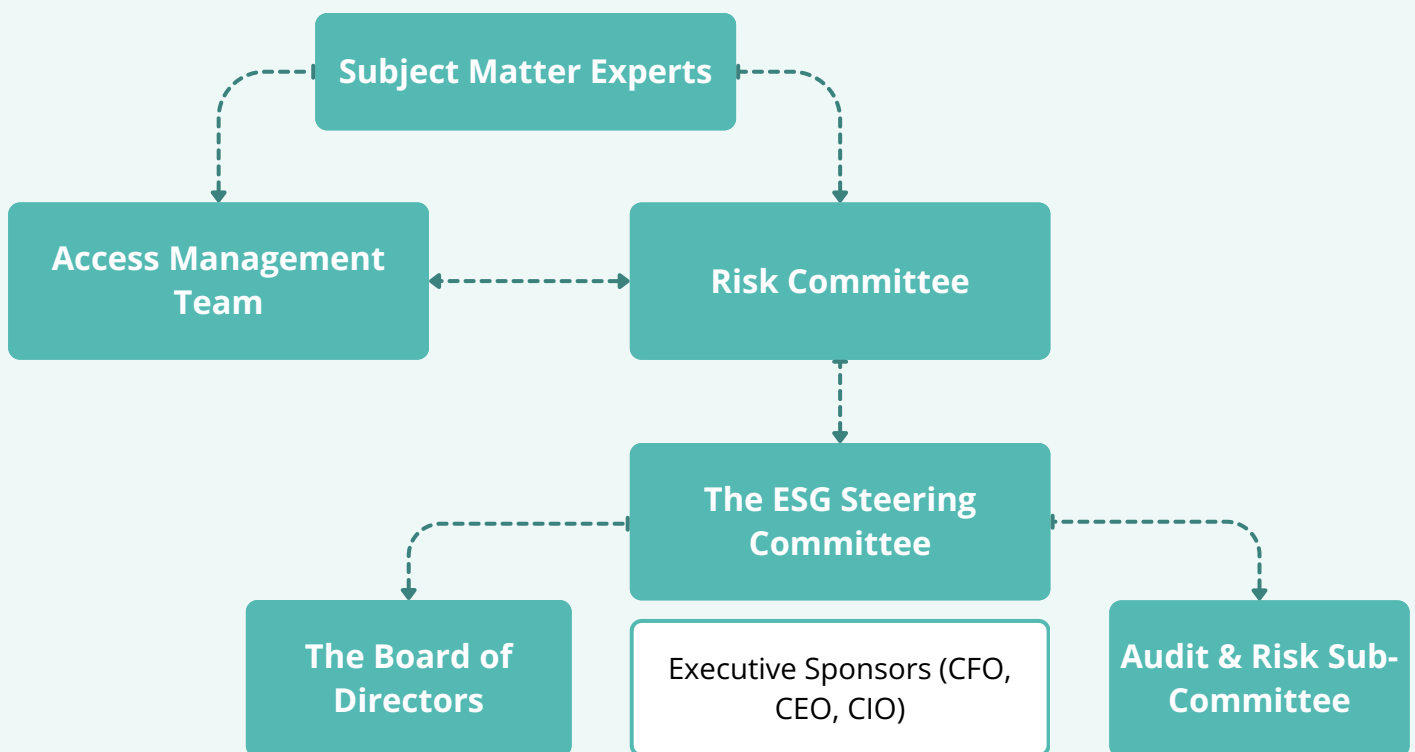 Subject Matter Experts
Access Management
Team
Risk Committee
The ESG Steering
Committee
The Board of
Directors
Executive Sponsors (CFO,
CEO, CIO)
Audit & Risk Sub-
Committee